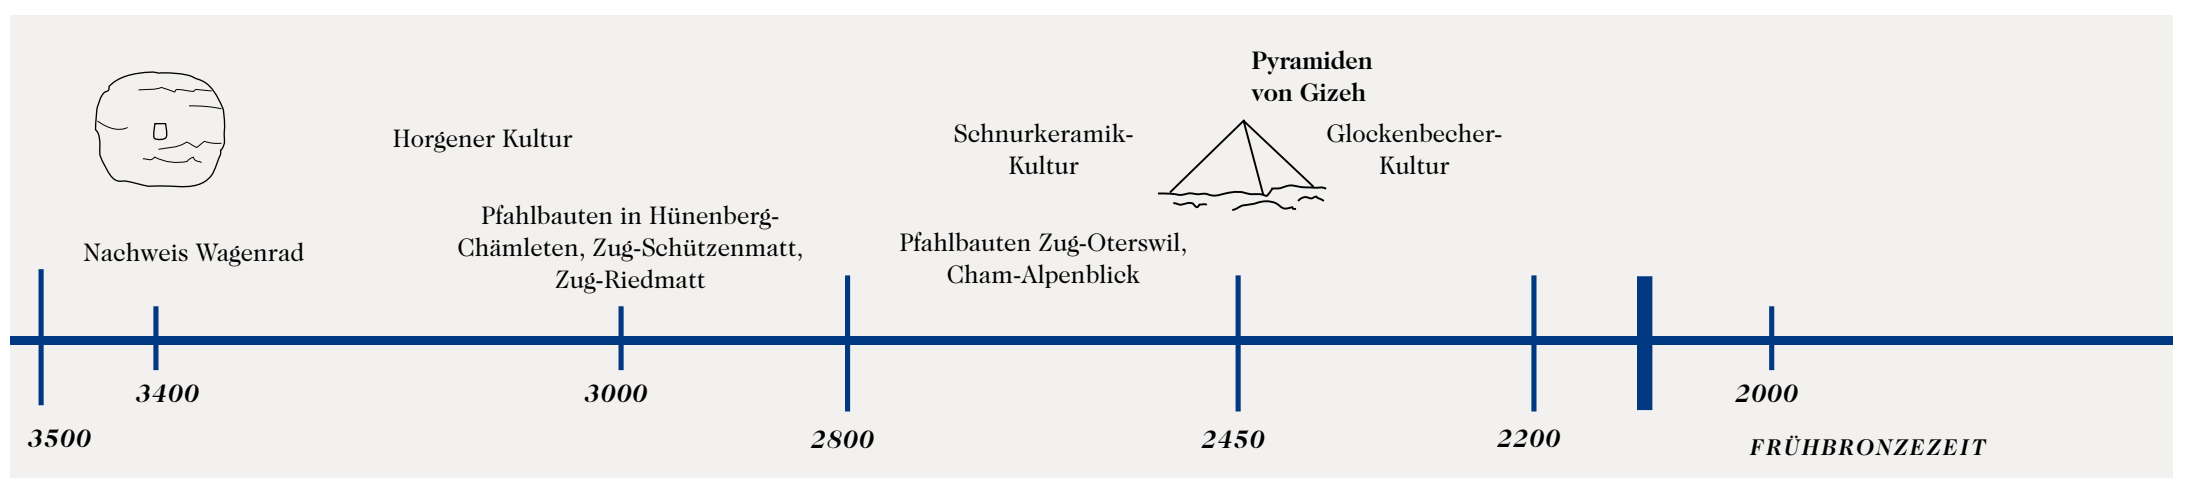 Pyramiden
von Gizeh
Horgener Kultur
Schnurkeramik-
Kultur
Glockenbecher-
Kultur
Nachweis Wagenrad
Pfahlbauten in Hünenberg-
Chämleten, Zug-Schützenmatt,
Zug-Riedmatt
Pfahlbauten Zug-Oterswil,
Cham-Alpenblick
3500
3400
3000
2800
2450
2200
2000
FRÜHBRONZEZEIT